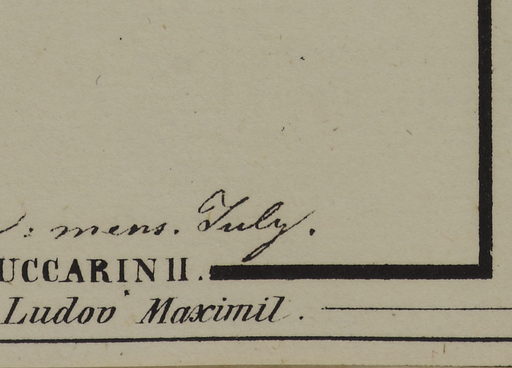 : mens. July.
UCCARINII.
Ludov. Maximil.